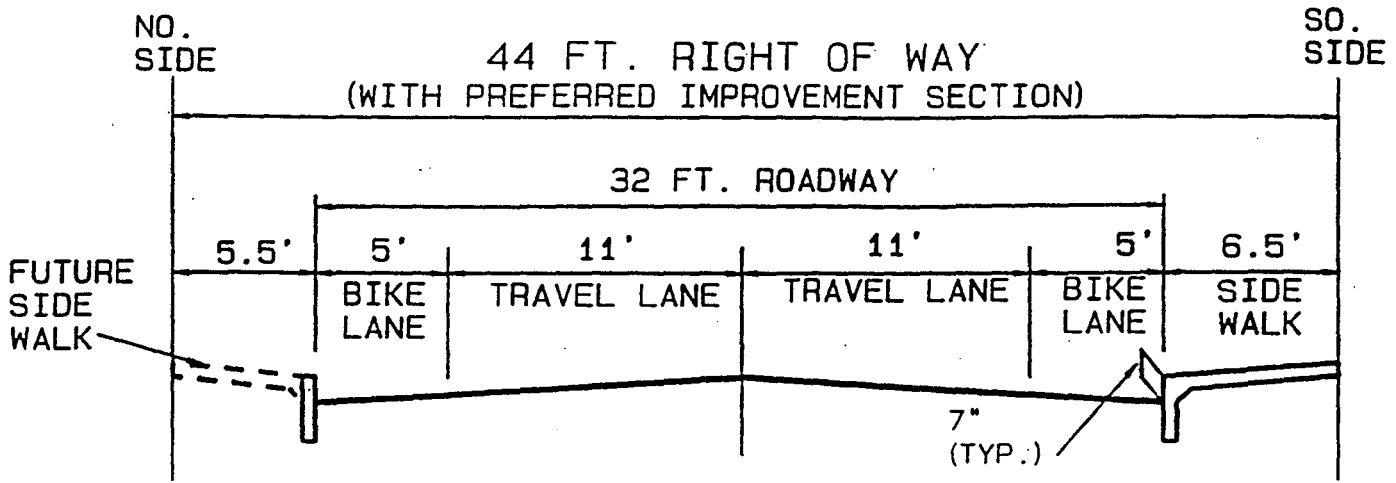 NO.
SIDE
SO.
SIDE
44 FT. RIGHT OF WAY
(WITH PREFERRED IMPROVEMENT SECTION)
32 FT. ROADWAY
5.5'
5'
11'
11'
5'
6.5'
FUTURE
SIDE
WALK
BIKE
LANE
TRAVEL LANE
TRAVEL LANE
BIKE
LANE
SIDE
WALK
7"
(TYP.)